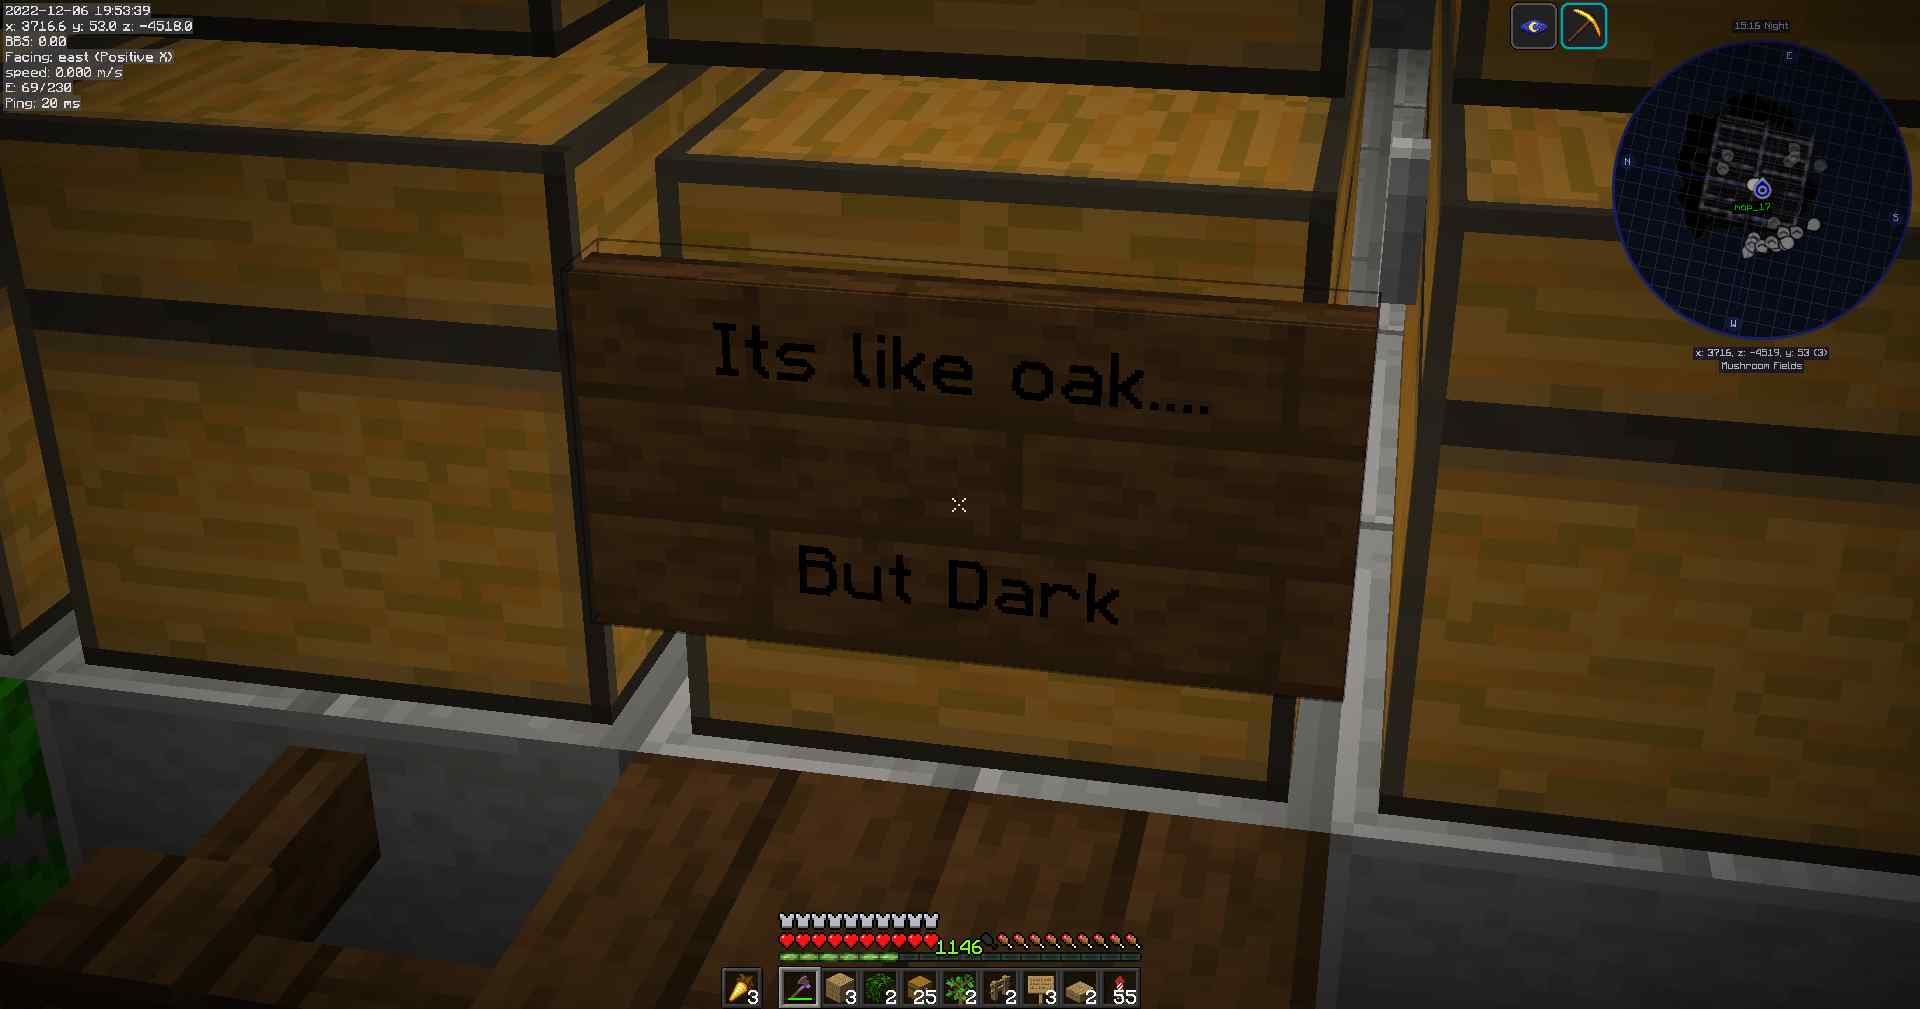 2022-12-06 19:53:39
x: 3716.6 y: 53.0 z: -4518.0
BBS: 0.00
Facing: east (Positive X)
speed: 0.000 m/s
E: 69/230
Ping: 20 ms
15:16 Night
E
N
map_17
S
W
x: 3716, z: -4519, y: 53 (3)
Mushroom Fields
Its like oak....
But Dark
1146
3
3
2
25
2
2
3
2
55